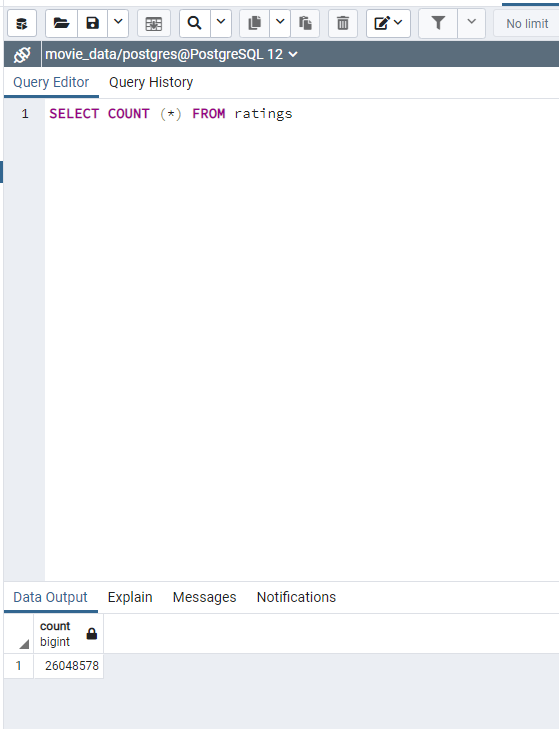 No limit
movie_data/postgres@PostgreSQL 12
Query Editor Query History
1 SELECT COUNT (*) FROM ratings
Data Output Explain Messages Notifications
count
bigint
1 26048578